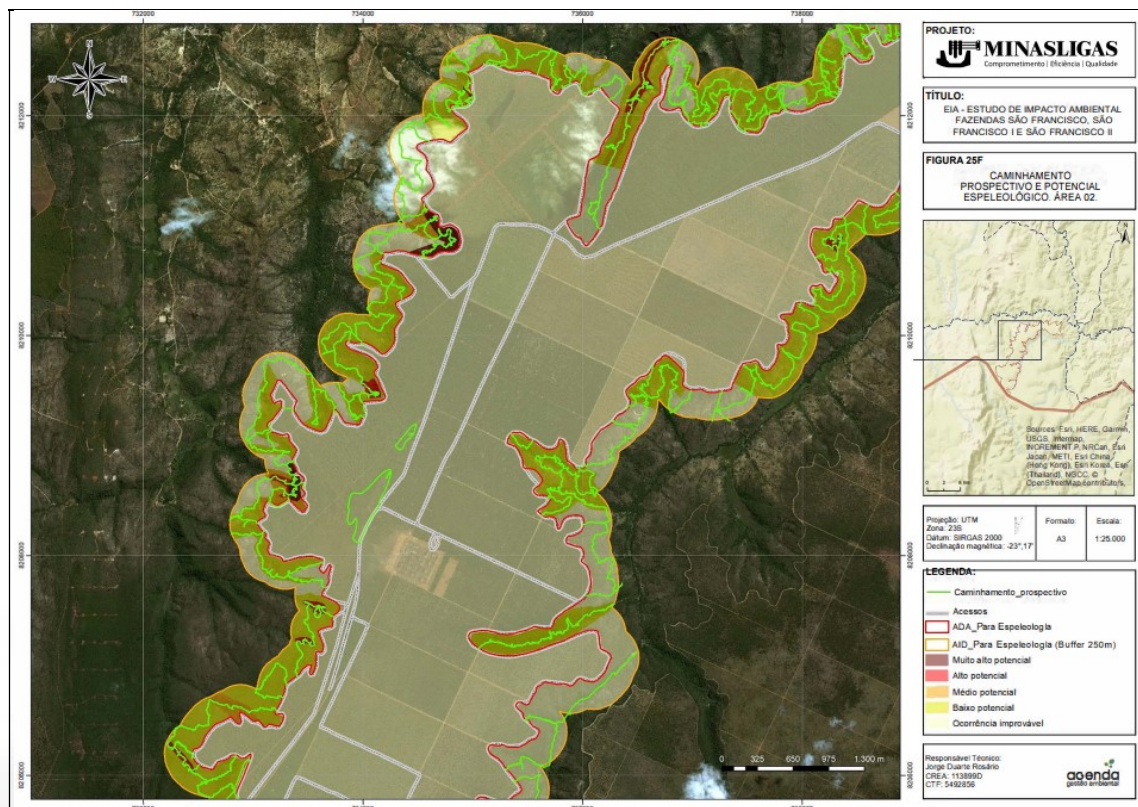 732000
734000
736000
738000
8212000
8210000
8208000
8206000
N
W
E
S
0 325 650 975 1.300 m
PROJETO:
MINASLIGAS
Comprometimento | Eficiência | Qualidade
TÍTULO:
EIA - ESTUDO DE IMPACTO AMBIENTAL
FAZENDAS SÃO FRANCISCO, SÃO
FRANCISCO I E SÃO FRANCISCO II
FIGURA 25F
CAMINHAMENTO
PROSPECTIVO E POTENCIAL
ESPELEOLÓGICO. ÁREA 02.
Sources: Esri, HERE, Garmin,
USGS, Intermap,
INCREMENT P, NRCan, Esri
Japan, METI, Esri China
(Hong Kong), Esri Korea, Esri
(Thailand), NGCC, ©
OpenStreetMap contributors,
Projeção: UTM
Zona: 23S
Datum: SIRGAS 2000
Declinação magnética: -23°,17'
Formato
A3
Escala:
1:25.000
LEGENDA:
Caminhamento_prospectivo
Acessos
ADA_Para Espeleologia
AID_Para Espeleologia (Buffer 250m)
Muito alto potencial
Alto potencial
Médio potencial
Baixo potencial
Ocorrência improvável
Responsável Técnico:
Jorge Duarte Rosário
CREA: 113899D
CTF: 5492856
agenda
gestão ambiental